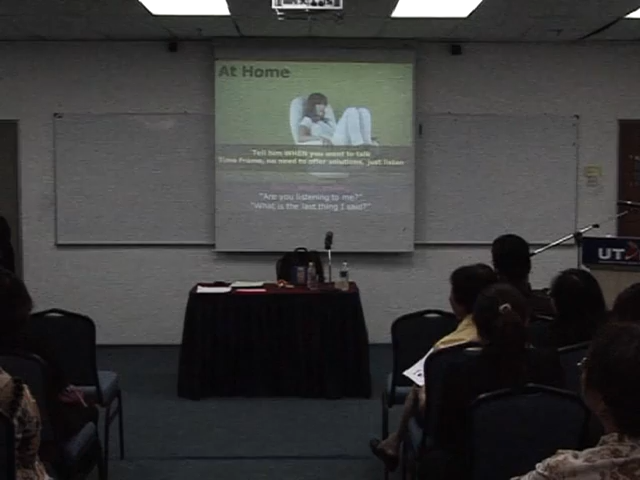 At Home
Tell him WHEN you want to talk
Time Frame, no need to offer solutions, just listen
"Are you listening to me?"
"What is the last thing I said?"
UT